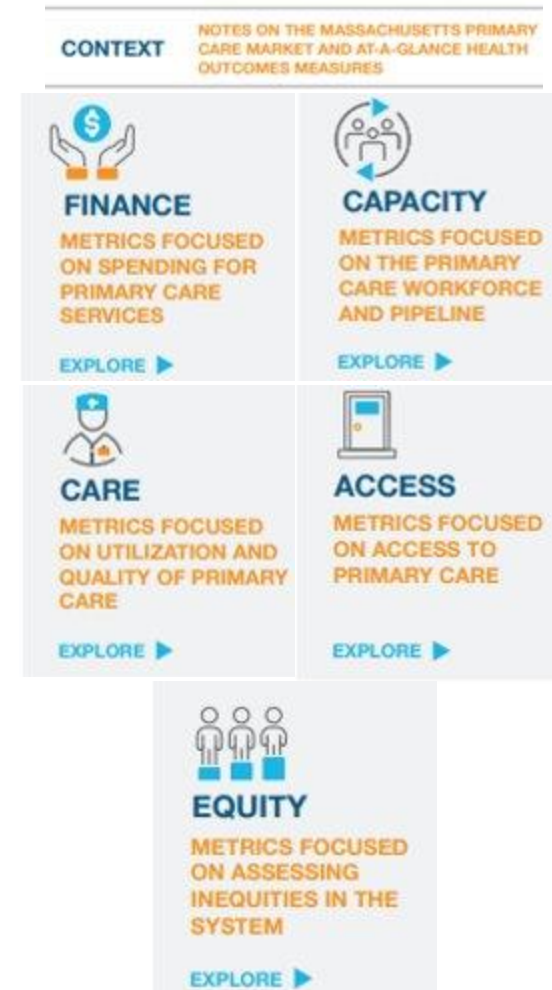 CONTEXT
NOTES ON THE MASSACHUSETTS PRIMARY
CARE MARKET AND AT-A-GLANCE HEALTH
OUTCOMES MEASURES
$
FINANCE
METRICS FOCUSED
ON SPENDING FOR
PRIMARY CARE
SERVICES
EXPLORE
CAPACITY
METRICS FOCUSED
ON THE PRIMARY
CARE WORKFORCE
AND PIPELINE
EXPLORE
CARE
METRICS FOCUSED
ON UTILIZATION AND
QUALITY OF PRIMARY
CARE
EXPLORE
ACCESS
METRICS FOCUSED
ON ACCESS TO
PRIMARY CARE
EXPLORE
EQUITY
METRICS FOCUSED
ON ASSESSING
INEQUITIES IN THE
SYSTEM
EXPLORE